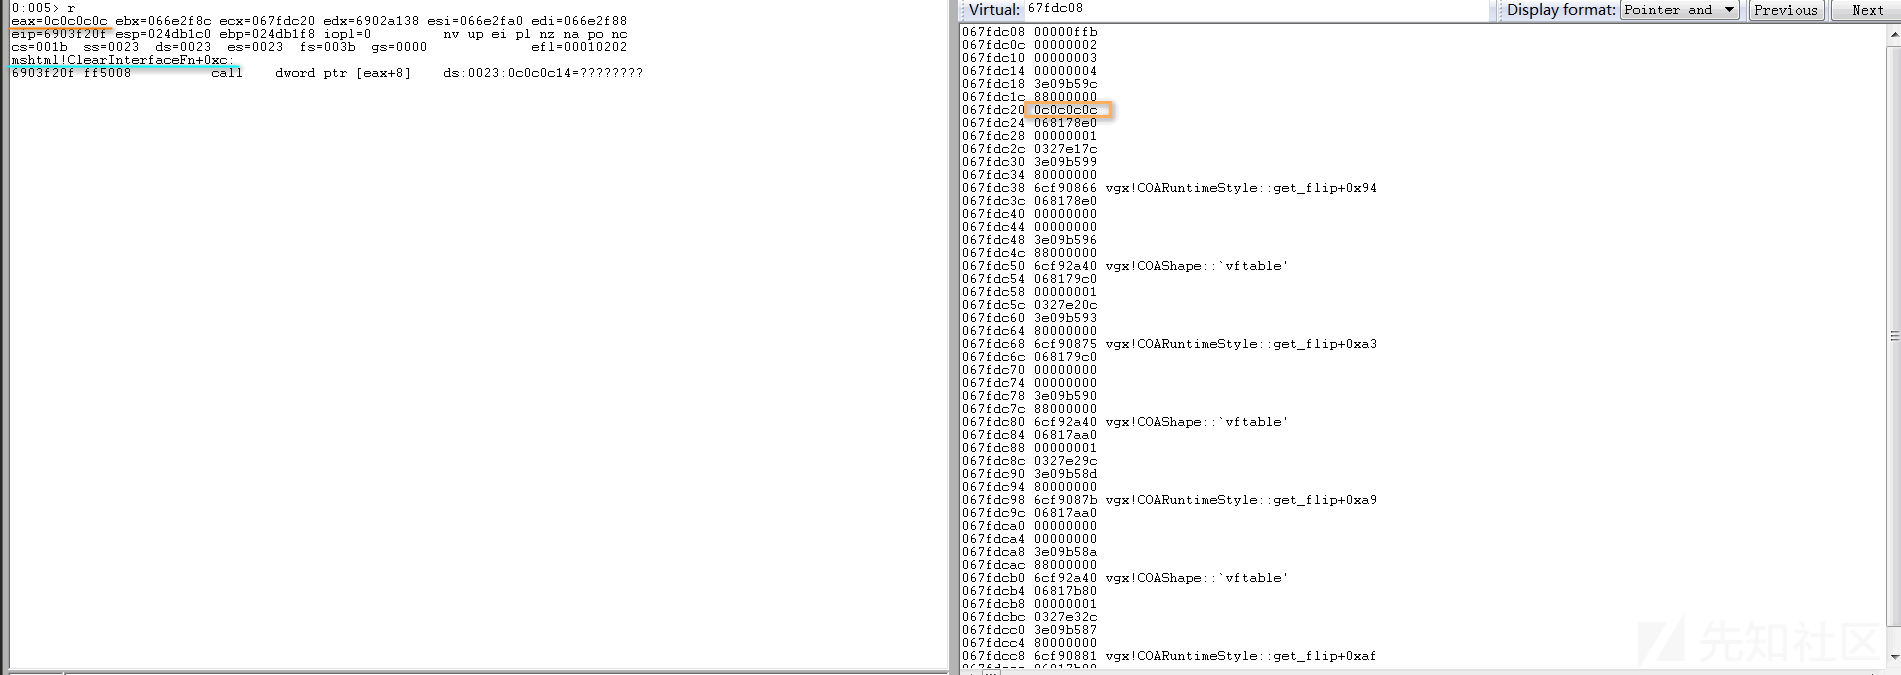 0:005> r
eax=0c0c0c0c ebx=066e2f8c ecx=067fdc20 edx=6902a138 esi=066e2fa0 edi=066e2f88
eip=6903f20f esp=024db1c0 ebp=024db1f8 iopl=0 nv up ei pl nz na po nc
cs=001b ss=0023 ds=0023 es=0023 fs=003b gs=0000 efl=00010202
mshtml!ClearInterfaceFn+0xc:
6903f20f ff5008 call dword ptr [eax+8] ds:0023:0c0c0c14=????????
Virtual: 67fdc08 Display format: Pointer and Previous Next
067fdc08 00000ffb
067fdc0c 00000002
067fdc10 00000003
067fdc14 00000004
067fdc18 3e09b59c
067fdc1c 88000000
067fdc20 0c0c0c0c
067fdc24 068178e0
067fdc28 00000001
067fdc2c 0327e17c
067fdc30 3e09b599
067fdc34 80000000
067fdc38 6cf90866 vgx!COARuntimeStyle::get_flip+0x94
067fdc3c 068178e0
067fdc40 00000000
067fdc44 00000000
067fdc48 3e09b596
067fdc4c 88000000
067fdc50 6cf92a40 vgx!COAShape::`vftable'
067fdc54 068179c0
067fdc58 00000001
067fdc5c 0327e20c
067fdc60 3e09b593
067fdc64 80000000
067fdc68 6cf90875 vgx!COARuntimeStyle::get_flip+0xa3
067fdc6c 068179c0
067fdc70 00000000
067fdc74 00000000
067fdc78 3e09b590
067fdc7c 88000000
067fdc80 6cf92a40 vgx!COAShape::`vftable'
067fdc84 06817aa0
067fdc88 00000001
067fdc8c 0327e29c
067fdc90 3e09b58d
067fdc94 80000000
067fdc98 6cf9087b vgx!COARuntimeStyle::get_flip+0xa9
067fdc9c 06817aa0
067fdca0 00000000
067fdca4 00000000
067fdca8 3e09b58a
067fdcac 88000000
067fdcb0 6cf92a40 vgx!COAShape::`vftable'
067fdcb4 06817b80
067fdcb8 00000001
067fdcbc 0327e32c
067fdcc0 3e09b587
067fdcc4 80000000
067fdcc8 6cf90881 vgx!COARuntimeStyle::get_flip+0xaf
先知社区